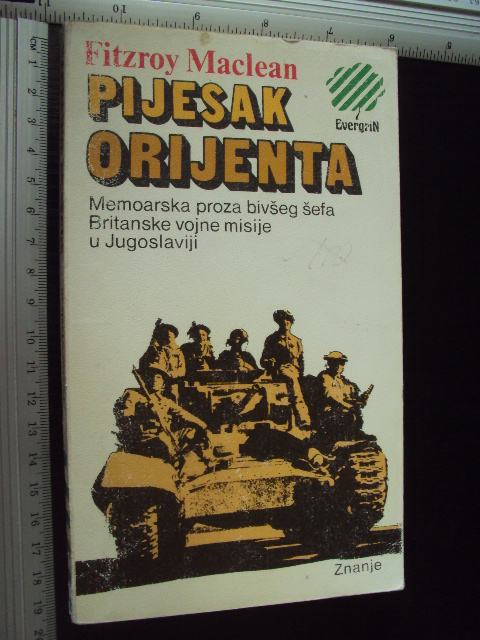 Fitzroy Maclean
PIJESAK
ORIJENTA
EvergriN
Memoarska proza bivšeg šefa
Britanske vojne misije
u Jugoslaviji
Znanje